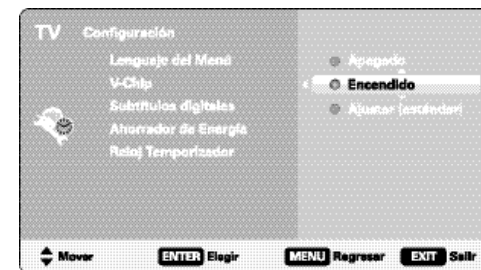 TV Configuración
Lenguaje del Menú
Apagado
V-Chip
Encendido
Subtítulos digitales
Ajustar (estándar)
Ahorrador de Energía
Reloj Temporizador
Mover ENTER Elegir MENU Regresar EXIT Salir